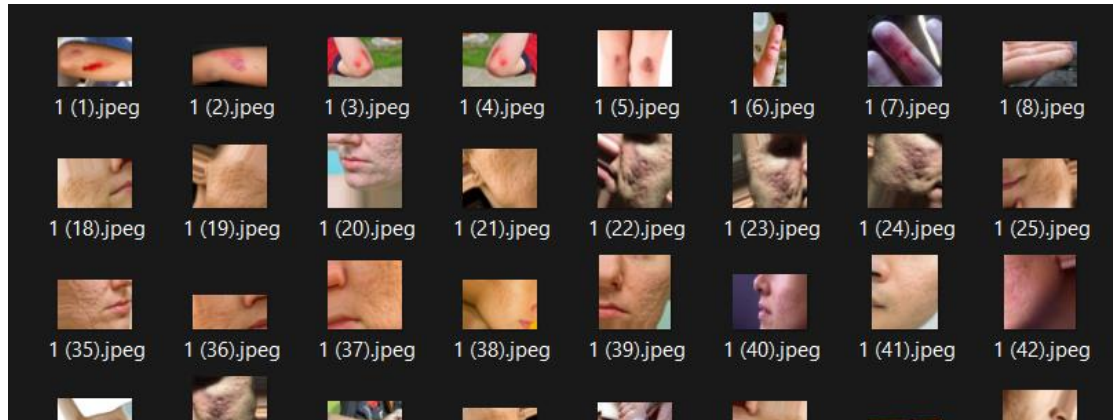 1 (1).jpeg 1 (2).jpeg 1 (3).jpeg 1 (4).jpeg 1 (5).jpeg 1 (6).jpeg 1 (7).jpeg 1 (8).jpeg
1 (18).jpeg 1 (19).jpeg 1 (20).jpeg 1 (21).jpeg 1 (22).jpeg 1 (23).jpeg 1 (24).jpeg 1 (25).jpeg
1 (35).jpeg 1 (36).jpeg 1 (37).jpeg 1 (38).jpeg 1 (39).jpeg 1 (40).jpeg 1 (41).jpeg 1 (42).jpeg